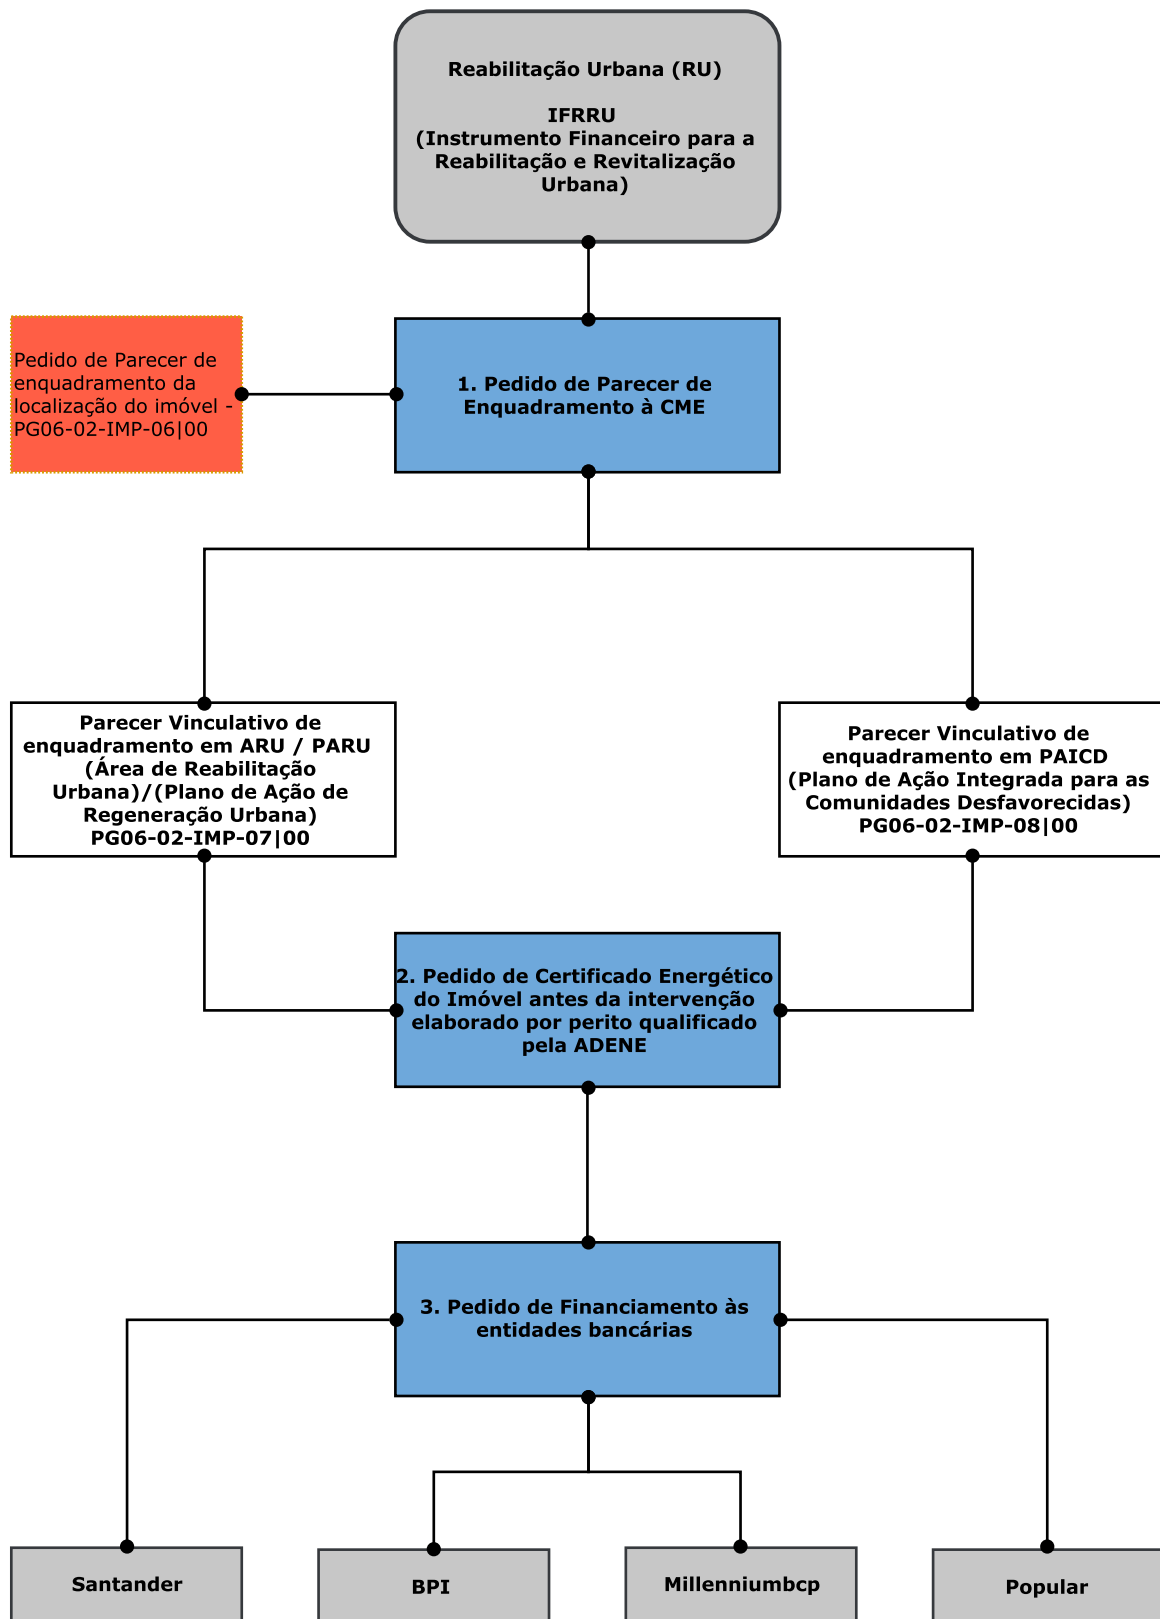 Reabilitação Urbana (RU)
IFRRU
(Instrumento Financeiro para a
Reabilitação e Revitalização
Urbana)
Pedido de Parecer de
enquadramento da
localização do imóvel -
PG06-02-IMP-06|00
1. Pedido de Parecer de
Enquadramento à CME
Parecer Vinculativo de
enquadramento em ARU / PARU
(Área de Reabilitação
Urbana)/(Plano de Ação de
Regeneração Urbana)
PG06-02-IMP-07|00
Parecer Vinculativo de
enquadramento em PAICD
(Plano de Ação Integrada para as
Comunidades Desfavorecidas)
PG06-02-IMP-08|00
2. Pedido de Certificado Energético
do Imóvel antes da intervenção
elaborado por perito qualificado
pela ADENE
3. Pedido de Financiamento às
entidades bancárias
Santander
BPI
Millenniumbcp
Popular